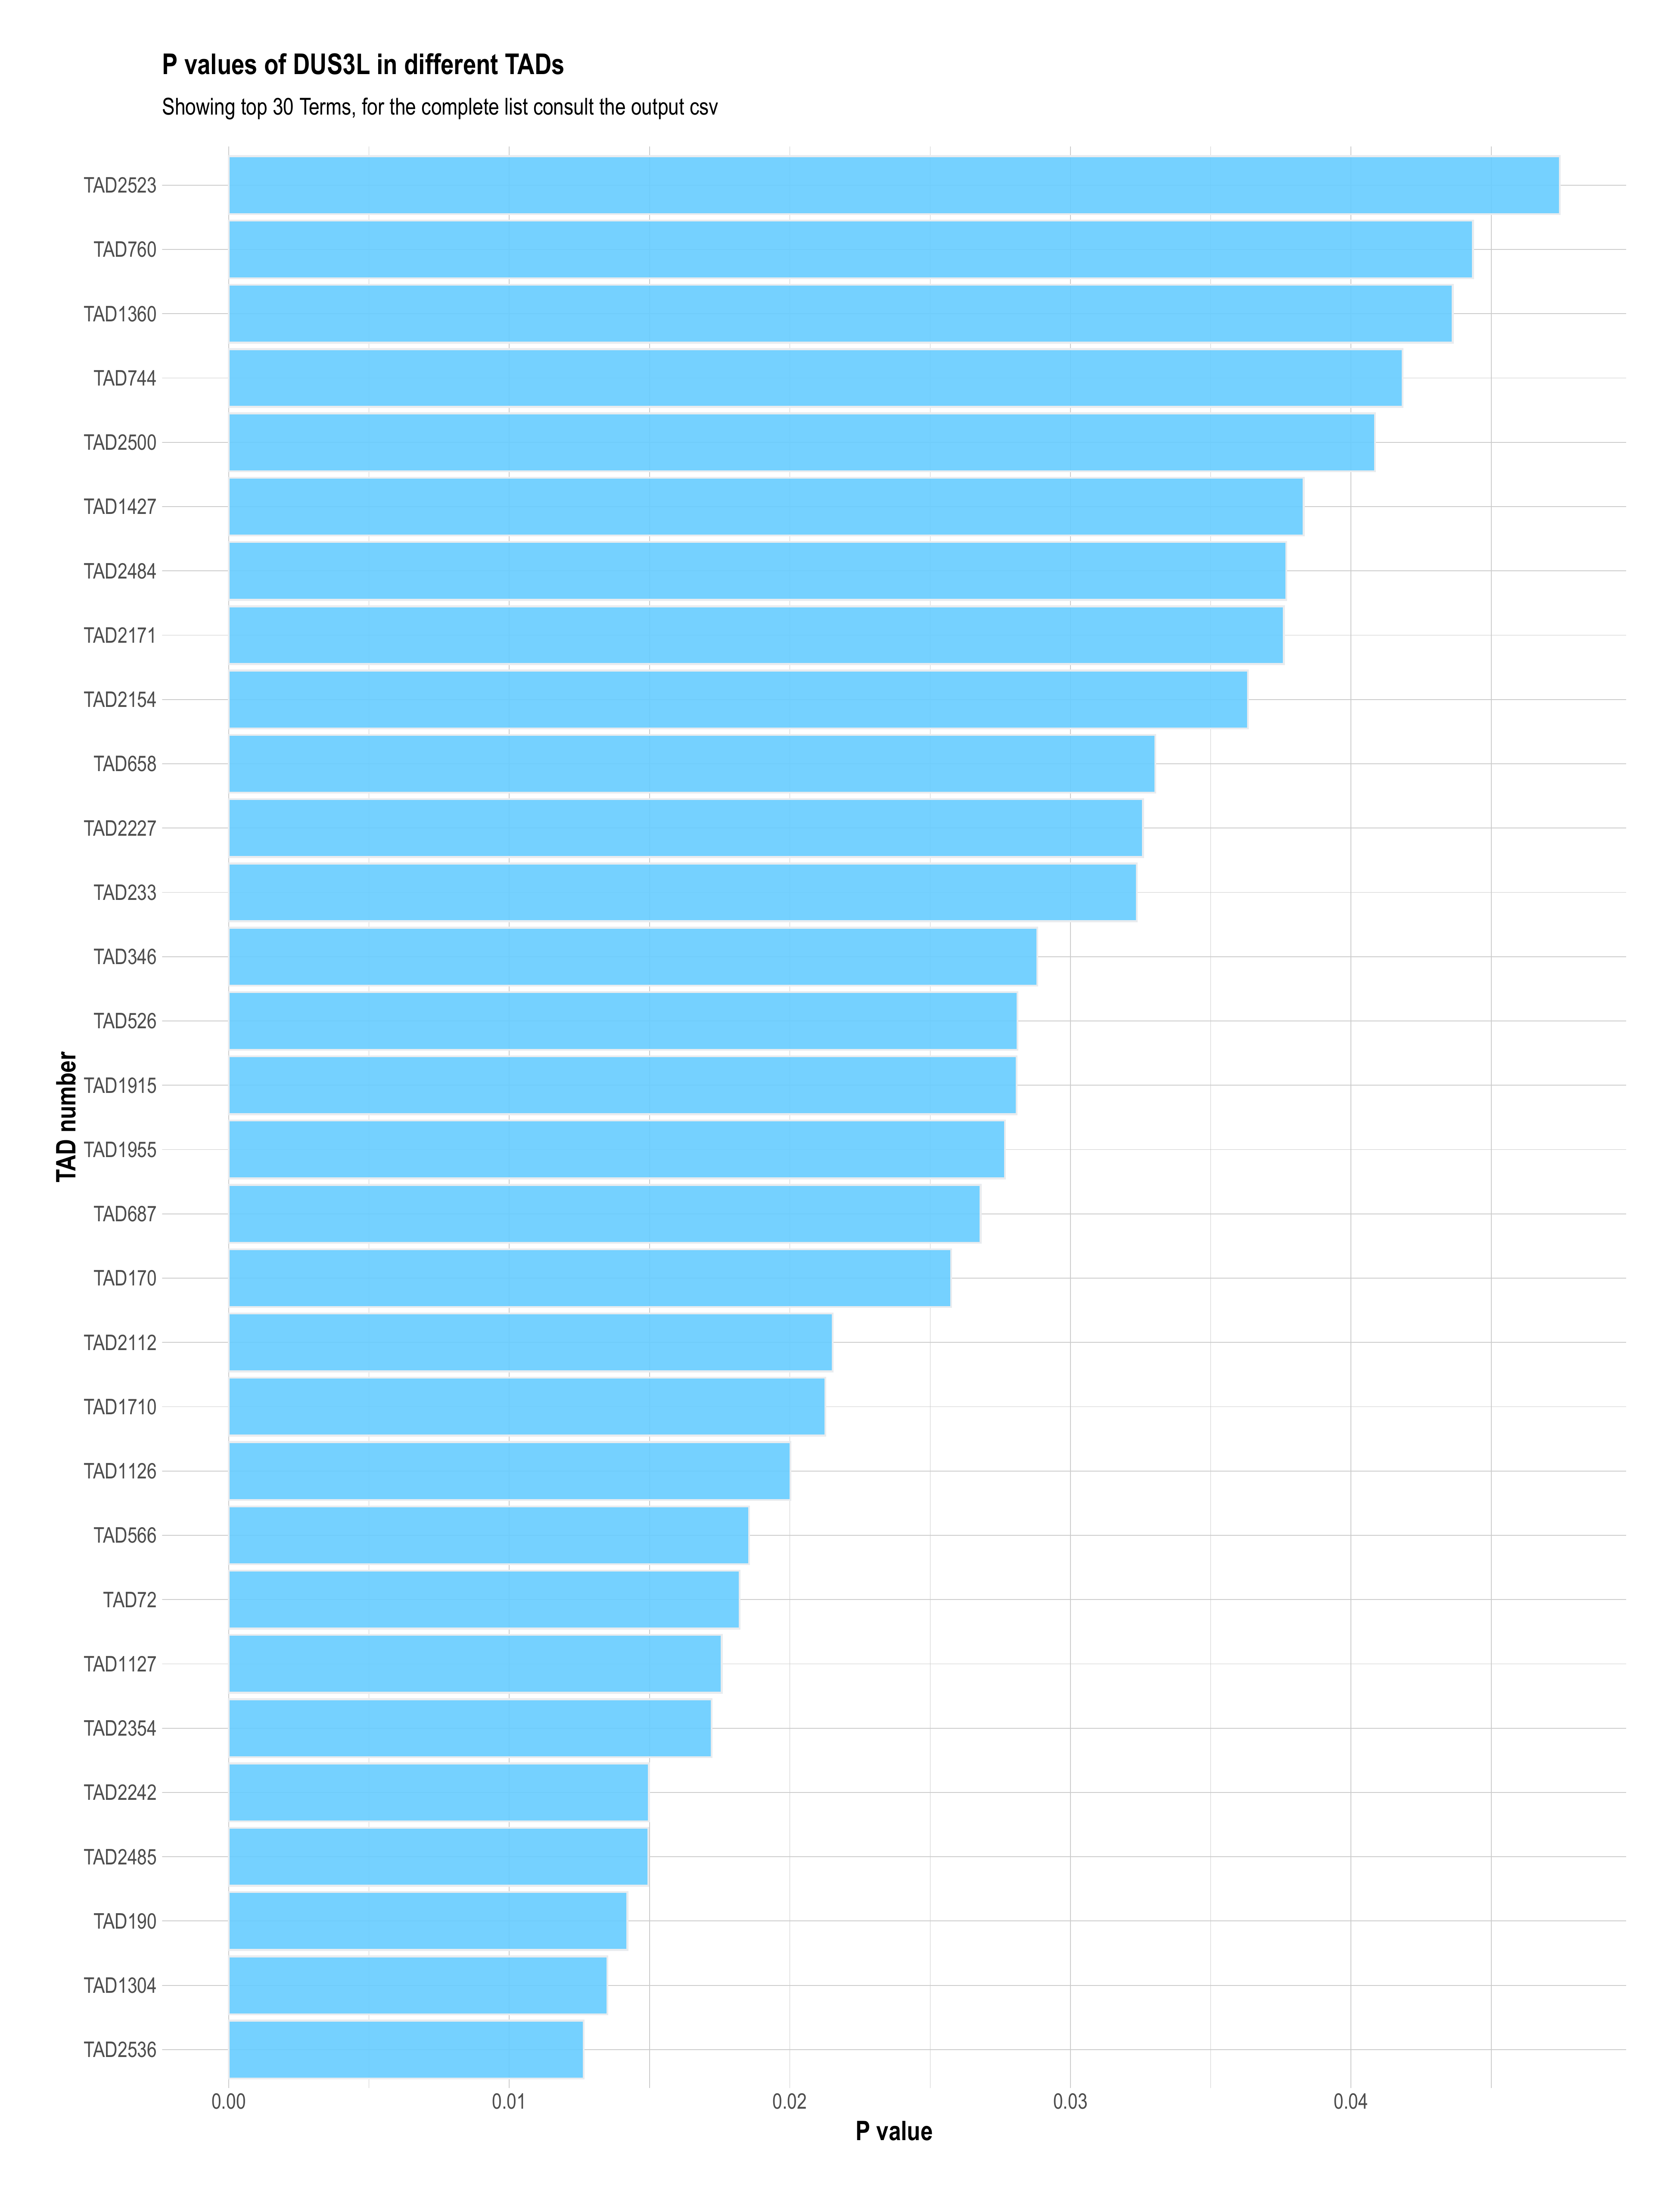 P values of DUS3L in different TADs
Showing top 30 Terms, for the complete list consult the output csv
TAD2523
TAD760
TAD1360
TAD744
TAD2500
TAD1427
TAD2484
TAD2171
TAD2154
TAD658
TAD2227
TAD233
TAD346
TAD526
TAD1915
TAD1955
TAD687
TAD170
TAD2112
TAD1710
TAD1126
TAD566
TAD72
TAD1127
TAD2354
TAD2242
TAD2485
TAD190
TAD1304
TAD2536
TAD number
0.00 0.01 0.02 0.03 0.04
P value